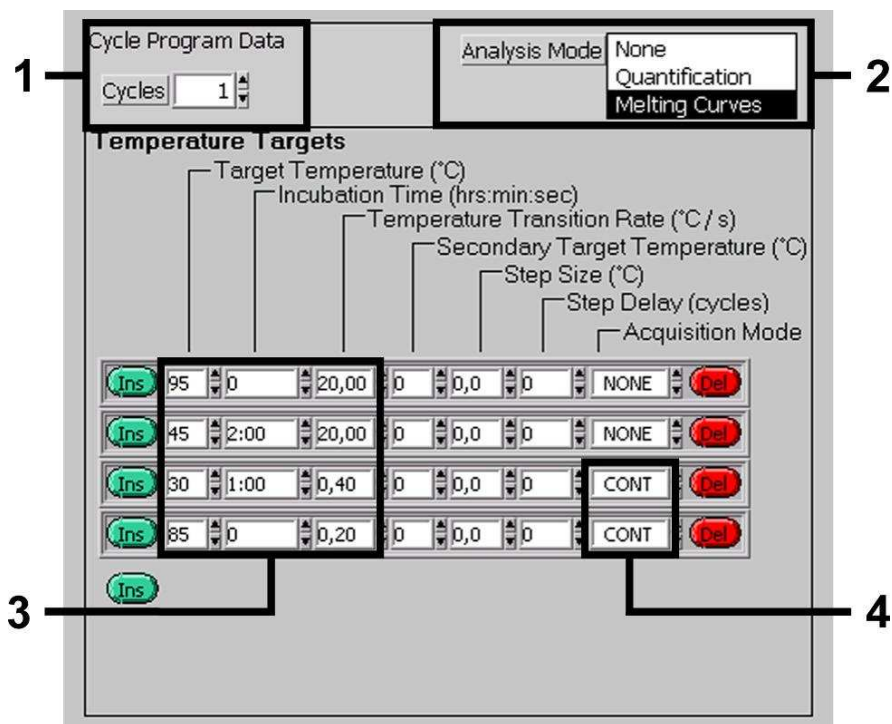 Cycle Program Data
1
Cycles 1
Analysis Mode None
Quantification
Melting Curves
2
Temperature Targets
Target Temperature (°C)
Incubation Time (hrs:min:sec)
Temperature Transition Rate (°C / s)
Secondary Target Temperature (°C)
Step Size (°C)
Step Delay (cycles)
Acquisition Mode
Ins 95 0 20,00 0 0,0 0 NONE Del
Ins 45 2:00 20,00 0 0,0 0 NONE Del
Ins 30 1:00 0,40 0 0,0 0 CONT Del
Ins 85 0 0,20 0 0,0 0 CONT Del
Ins
3
4